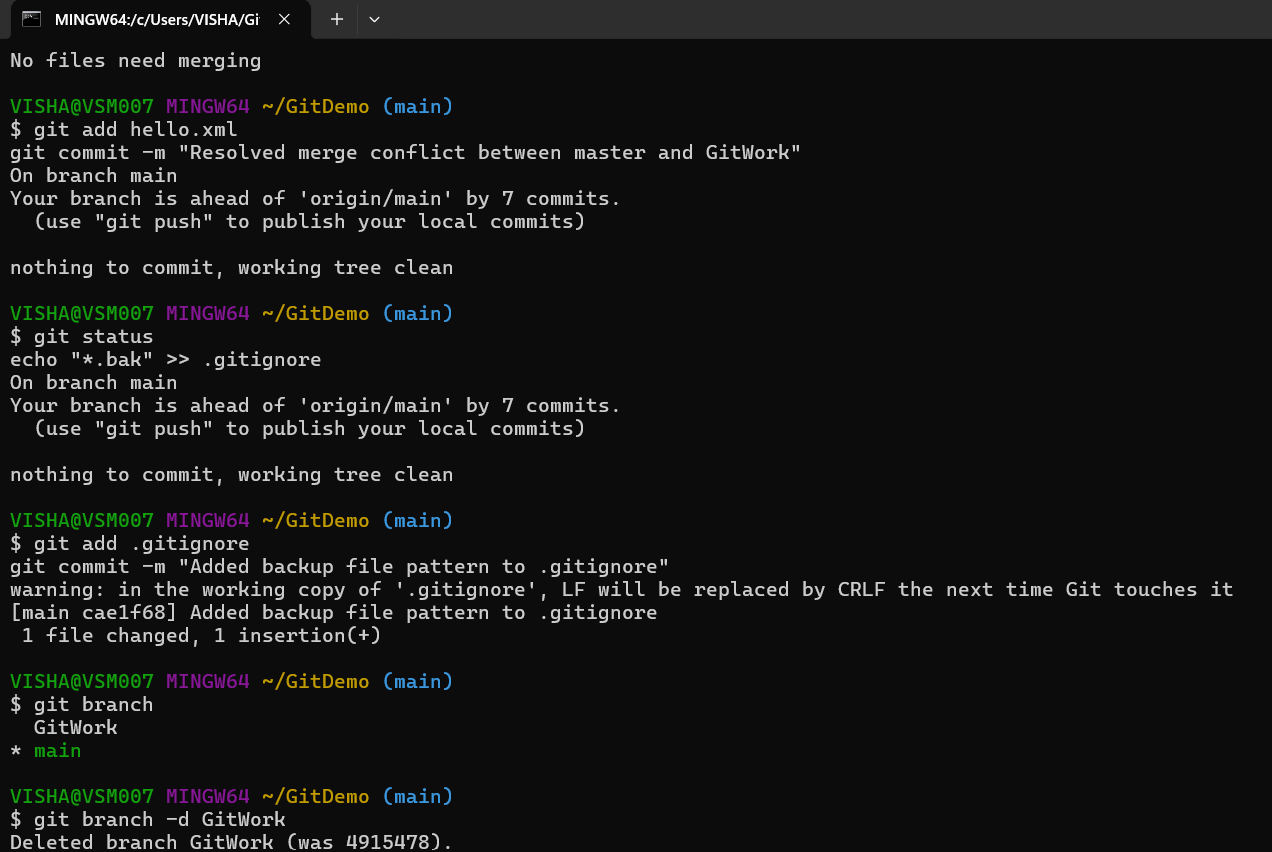 MINGW64:/c/Users/VISHA/Gi
No files need merging
VISHA@VSM007 MINGW64 ~/GitDemo (main)
$ git add hello.xml
git commit -m "Resolved merge conflict between master and GitWork"
On branch main
Your branch is ahead of 'origin/main' by 7 commits.
  (use "git push" to publish your local commits)
nothing to commit, working tree clean
VISHA@VSM007 MINGW64 ~/GitDemo (main)
$ git status
echo "*.bak" >> .gitignore
On branch main
Your branch is ahead of 'origin/main' by 7 commits.
  (use "git push" to publish your local commits)
nothing to commit, working tree clean
VISHA@VSM007 MINGW64 ~/GitDemo (main)
$ git add .gitignore
git commit -m "Added backup file pattern to .gitignore"
warning: in the working copy of '.gitignore', LF will be replaced by CRLF the next time Git touches it
[main cae1f68] Added backup file pattern to .gitignore
 1 file changed, 1 insertion(+)
VISHA@VSM007 MINGW64 ~/GitDemo (main)
$ git branch
  GitWork
* main
VISHA@VSM007 MINGW64 ~/GitDemo (main)
$ git branch -d GitWork
Deleted branch GitWork (was 4915478).